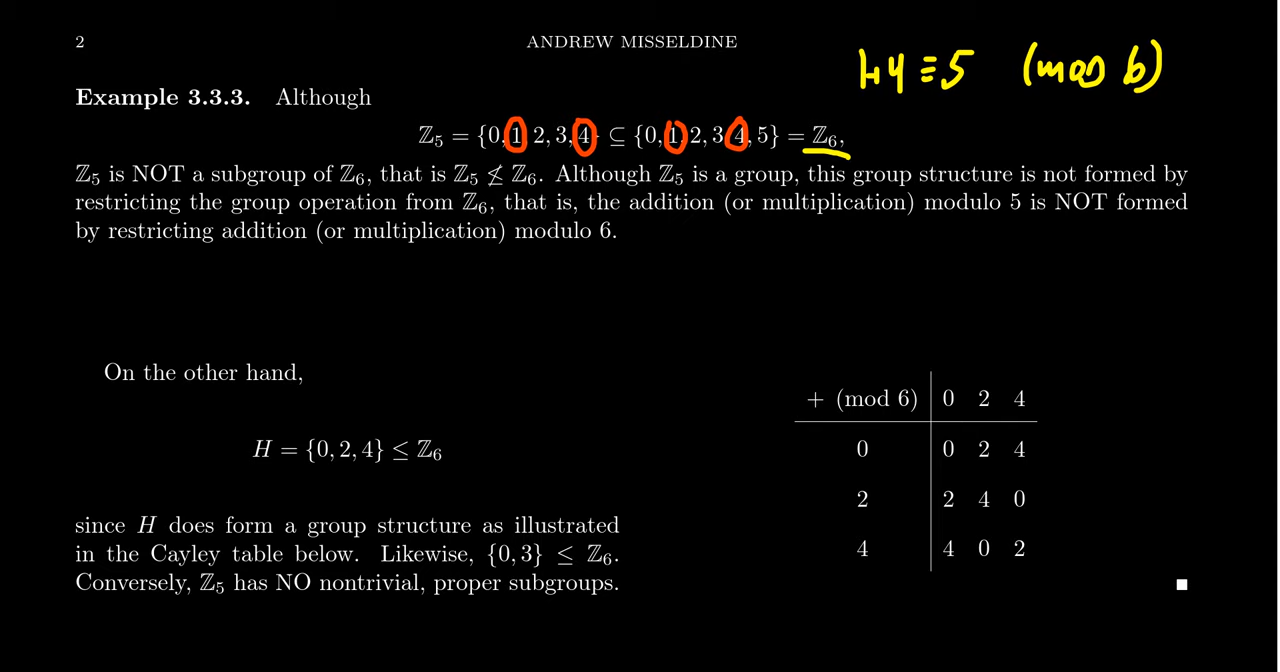 2 ANDREW MISSELDINE
1+4 ≡ 5 (mod 6)
Example 3.3.3. Although
ℤ₅ = {0, 1, 2, 3, 4} ⊆ {0, 1, 2, 3, 4, 5} = ℤ₆,
ℤ₅ is NOT a subgroup of ℤ₆, that is ℤ₅ ≰ ℤ₆. Although ℤ₅ is a group, this group structure is not formed by
restricting the group operation from ℤ₆, that is, the addition (or multiplication) modulo 5 is NOT formed
by restricting addition (or multiplication) modulo 6.
On the other hand,
H = {0, 2, 4} ≤ ℤ₆
since H does form a group structure as illustrated
in the Cayley table below. Likewise, {0, 3} ≤ ℤ₆.
Conversely, ℤ₅ has NO nontrivial, proper subgroups.
+ (mod 6) 0 2 4
0 0 2 4
2 2 4 0
4 4 0 2